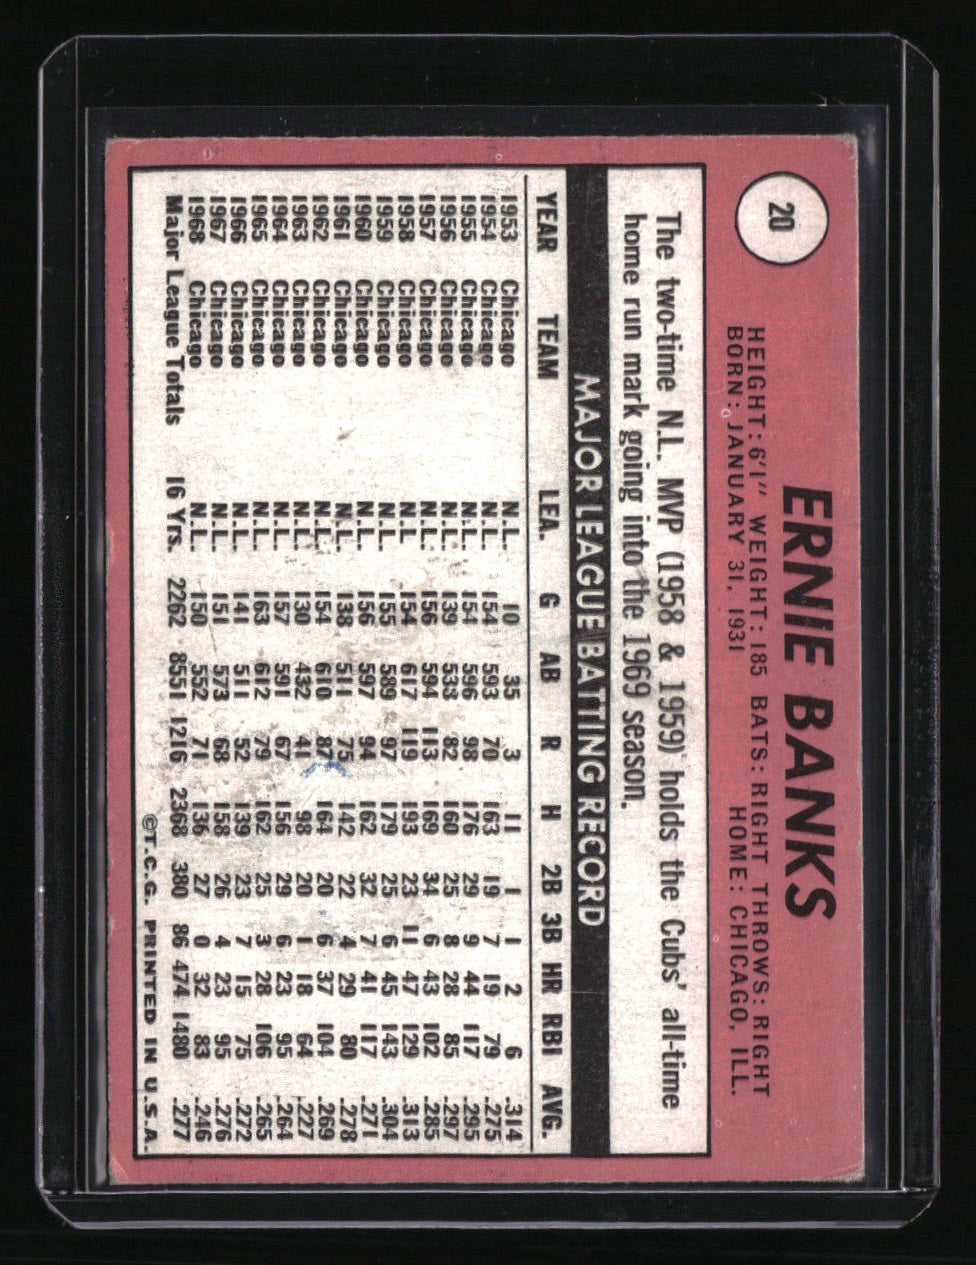 20
ERNIE BANKS
HEIGHT: 6'1" WEIGHT: 185 BATS: RIGHT THROWS: RIGHT
BORN: JANUARY 31, 1931 HOME: CHICAGO, ILL.
The two-time N.L. MVP (1958 & 1959) holds the Cubs' all-time
home run mark going into the 1969 season.
MAJOR LEAGUE BATTING RECORD
YEAR TEAM LEA. G AB R H 2B 3B HR RBI AVG.
1953 Chicago N.L. 10 35 3 11 1 1 2 6 .314
1954 Chicago N.L. 154 593 70 163 19 7 19 79 .275
1955 Chicago N.L. 154 596 98 176 29 9 44 117 .295
1956 Chicago N.L. 139 538 82 160 25 8 28 85 .297
1957 Chicago N.L. 156 594 113 169 34 6 43 102 .285
1958 Chicago N.L. 154 617 119 193 23 11 47 129 .313
1959 Chicago N.L. 155 589 97 179 25 6 45 143 .304
1960 Chicago N.L. 156 597 94 162 32 7 41 117 .271
1961 Chicago N.L. 138 511 75 142 22 4 29 80 .278
1962 Chicago N.L. 154 610 87 164 20 6 37 104 .269
1963 Chicago N.L. 130 432 41 98 20 1 18 64 .227
1964 Chicago N.L. 157 591 67 156 29 6 23 95 .264
1965 Chicago N.L. 163 612 79 162 25 3 28 106 .265
1966 Chicago N.L. 141 511 52 139 23 7 15 75 .272
1967 Chicago N.L. 151 573 68 158 26 4 23 95 .276
1968 Chicago N.L. 150 552 71 136 27 0 32 83 .246
Major League Totals 16 Yrs. 2262 8551 1216 2368 380 86 474 1480 .277
©T.C.G. PRINTED IN U.S.A.